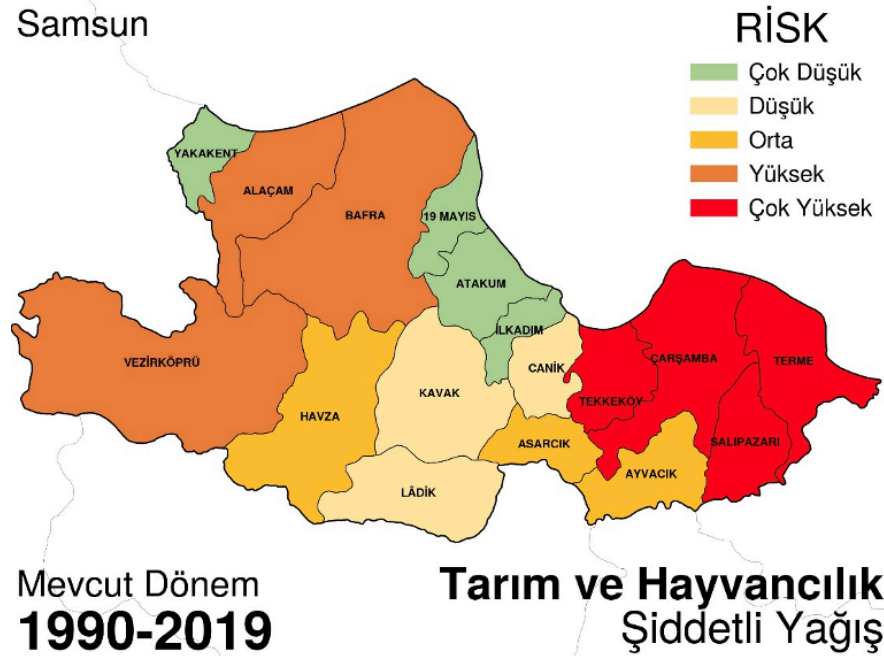 Samsun
RİSK
Çok Düşük
Düşük
Orta
Yüksek
Çok Yüksek
YAKAKENT
ALAÇAM
BAFRA
19 MAYIS
ATAKUM
İLKADIM
VEZİRKÖPRÜ
CANİK
ÇARŞAMBA
TERME
KAVAK
TEKKEKÖY
HAVZA
ASARCIK
SALIPAZARI
AYVACIK
LÂDİK
Mevcut Dönem
1990-2019
Tarım ve Hayvancılık
Şiddetli Yağış